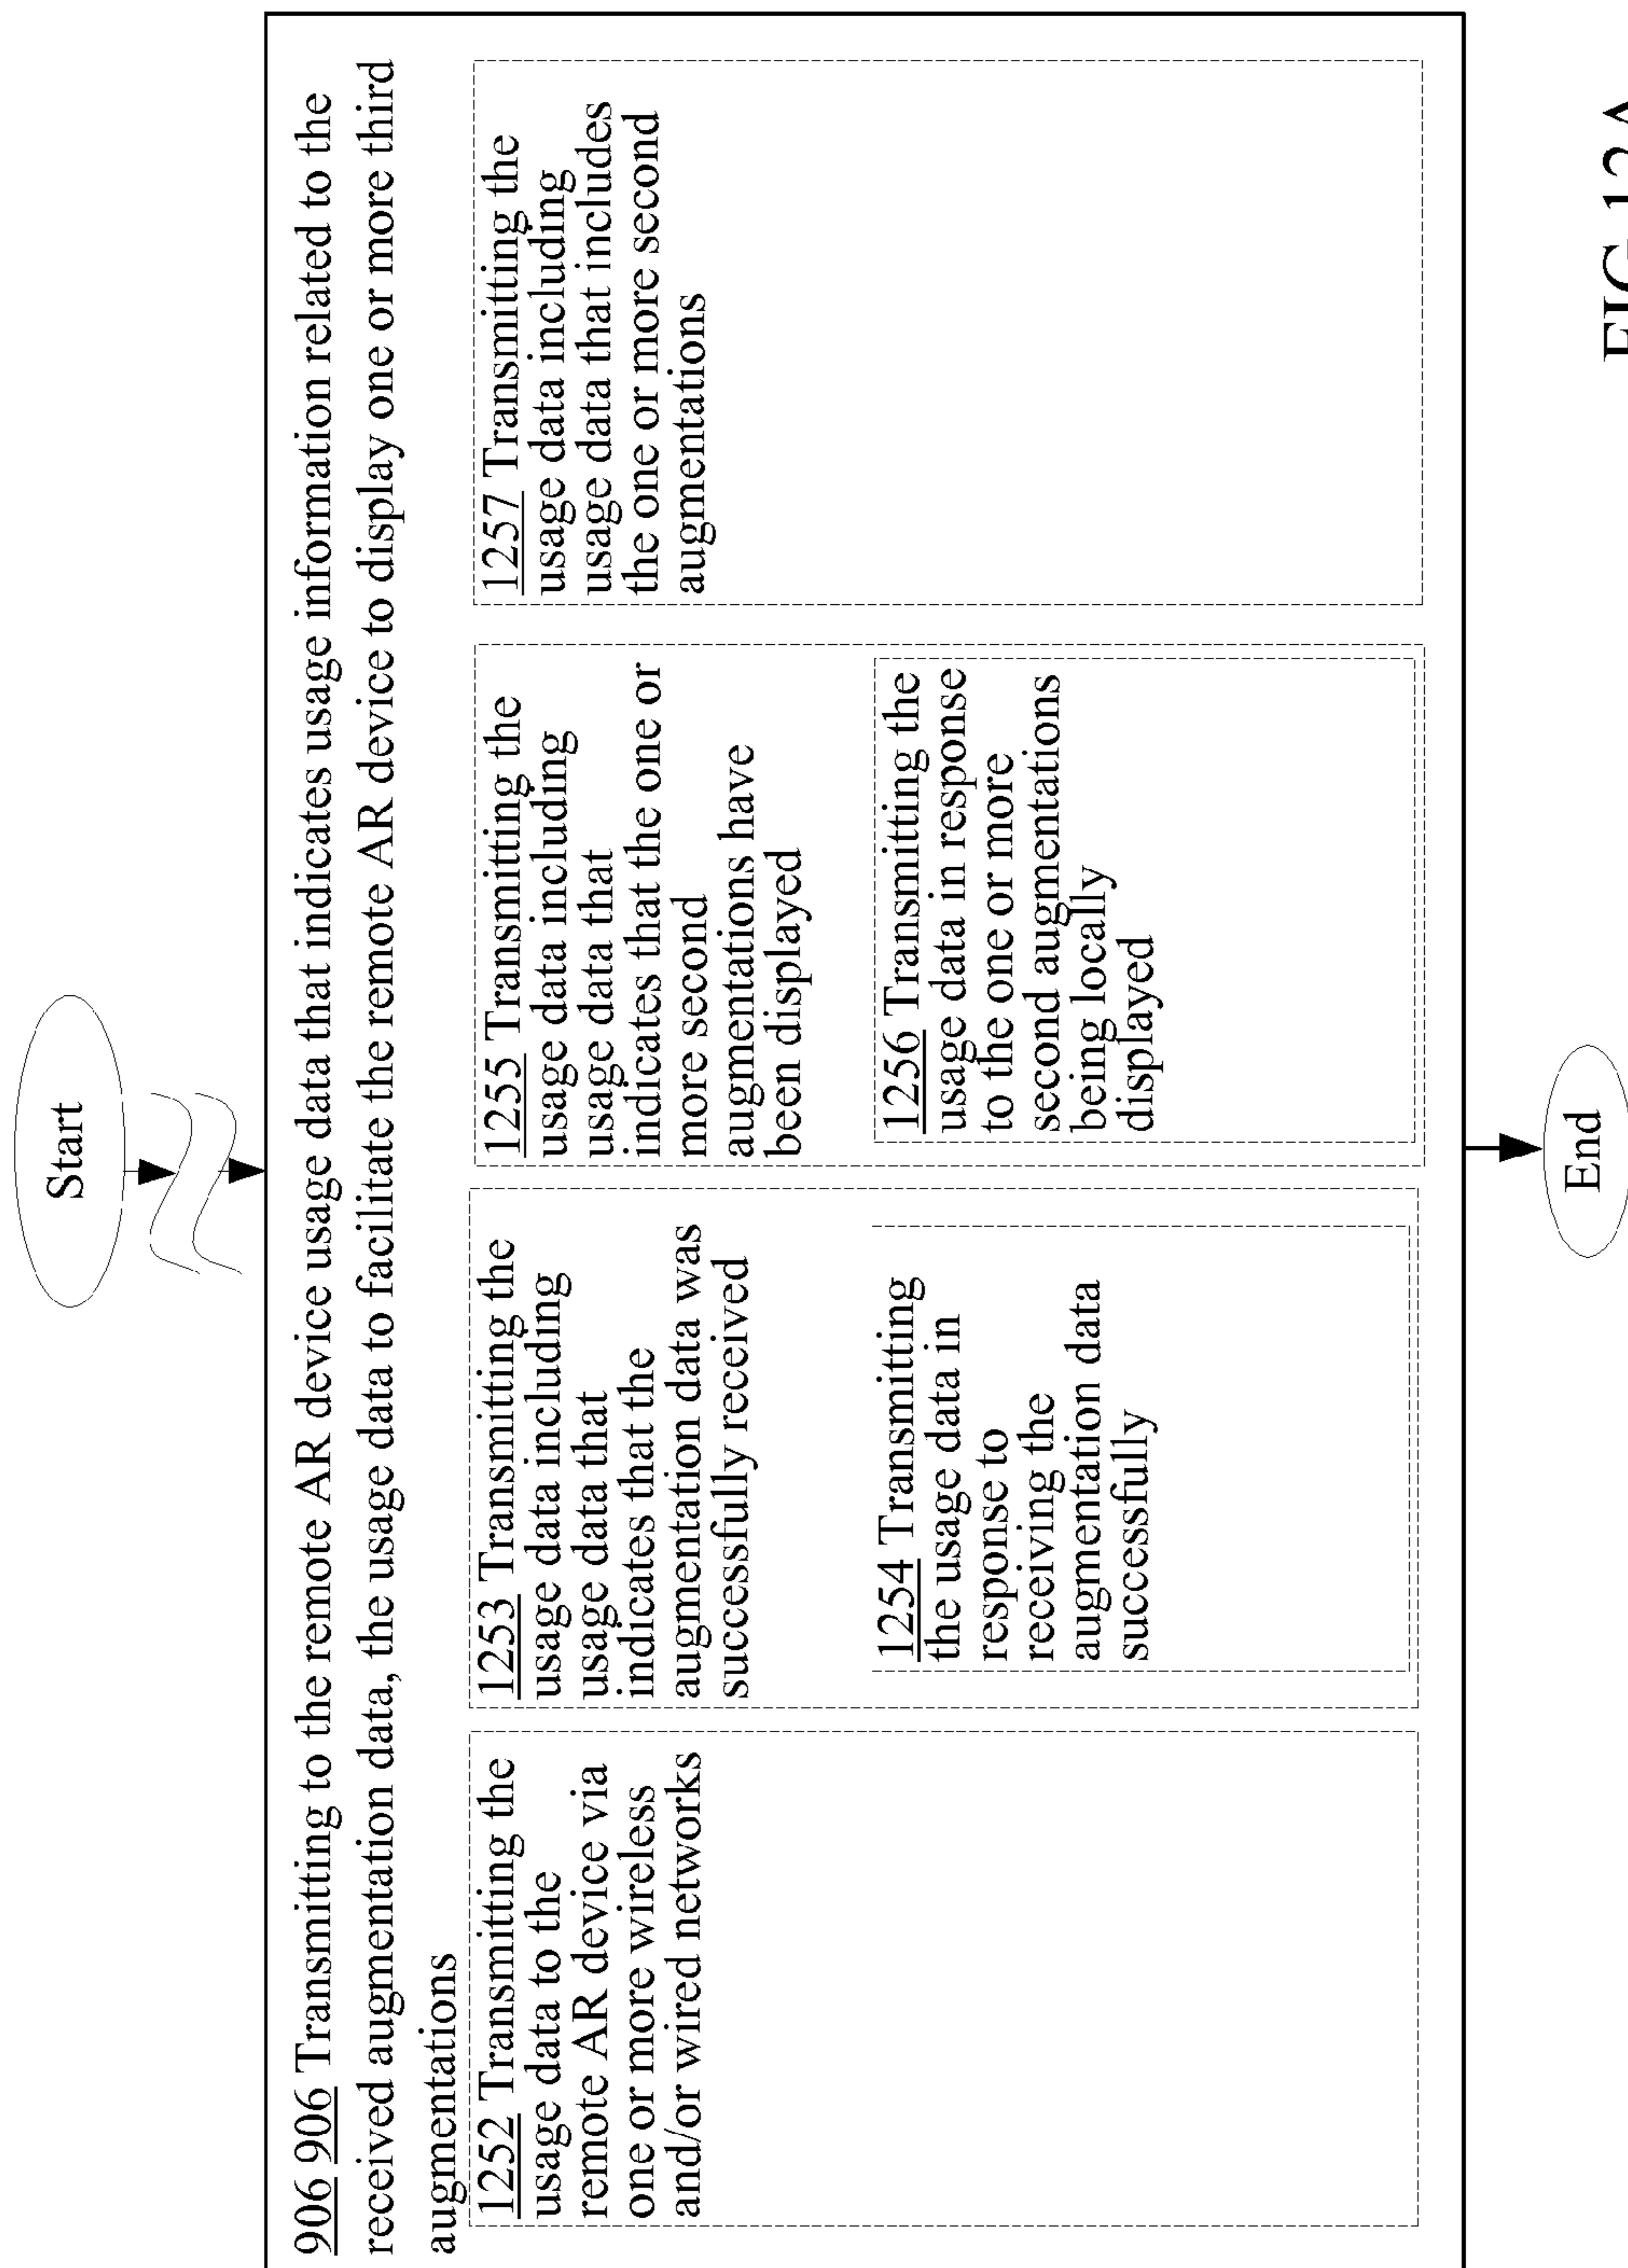 Start
906 906 Transmitting to the remote AR device usage data that indicates usage information related to the
received augmentation data, the usage data to facilitate the remote AR device to display one or more third
augmentations
1252 Transmitting the
usage data to the
remote AR device via
one or more wireless
and/or wired networks
1253 Transmitting the
usage data including
usage data that
indicates that the
augmentation data was
successfully received
1254 Transmitting
the usage data in
response to
receiving the
augmentation data
successfully
1255 Transmitting the
usage data including
usage data that
indicates that the one or
more second
augmentations have
been displayed
1256 Transmitting the
usage data in response
to the one or more
second augmentations
being locally
displayed
1257 Transmitting the
usage data including
usage data that includes
the one or more second
augmentations
End
FIG 12A